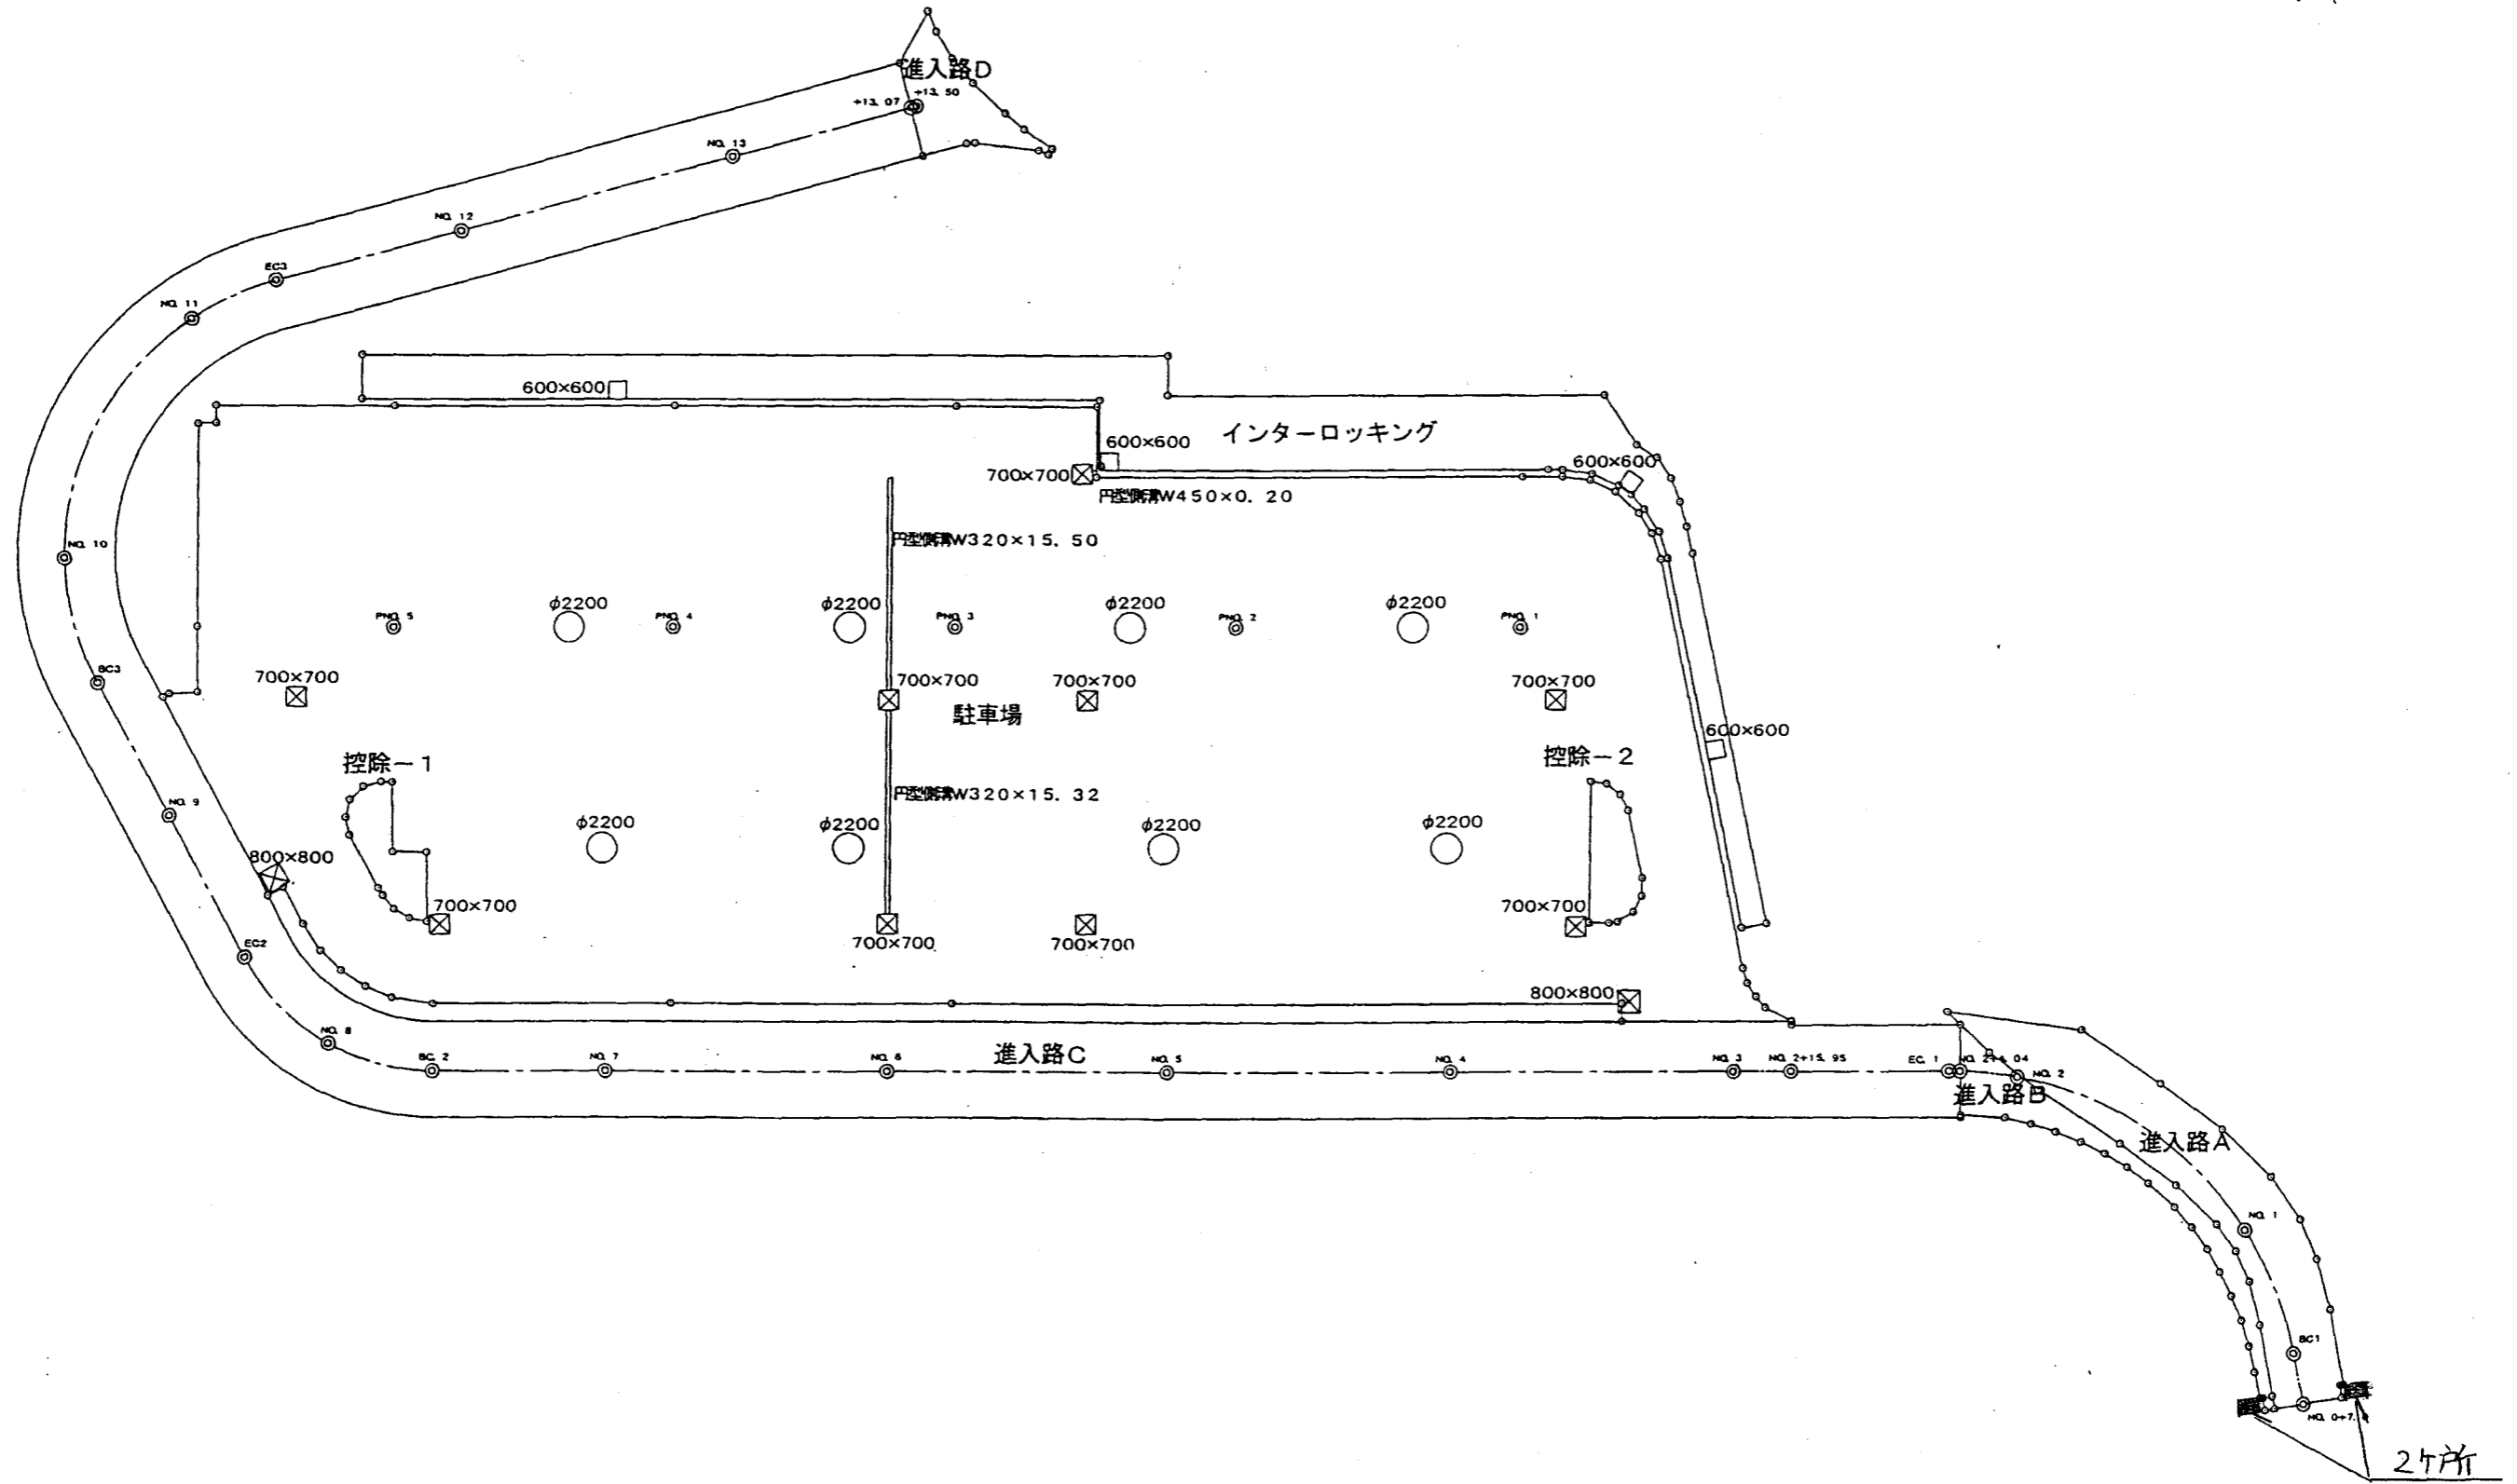 進入路D
+13.50
+13.07
NO. 13
NO. 12
EC3
NO. 11
600×600
600×600
インターロッキング
600×600
700×700
円型側溝W450×0.20
円型側溝W320×15.50
NO. 10
φ2200
φ2200
φ2200
φ2200
PNO. 5
PNO. 4
PNO. 3
PNO. 2
PNO. 1
BC3
700×700
700×700
700×700
700×700
駐車場
600×600
控除－1
控除－2
円型側溝W320×15.32
NO. 9
φ2200
φ2200
φ2200
φ2200
800×800
700×700
700×700
EC2
700×700
700×700
800×800
NO. 8
BC. 2
NO. 7
NO. 6
進入路C
NO. 5
NO. 4
NO. 3
NO. 2+15.95
EC. 1
NO. 2
進入路B
進入路A
NO. 1
BC1
2ケ所